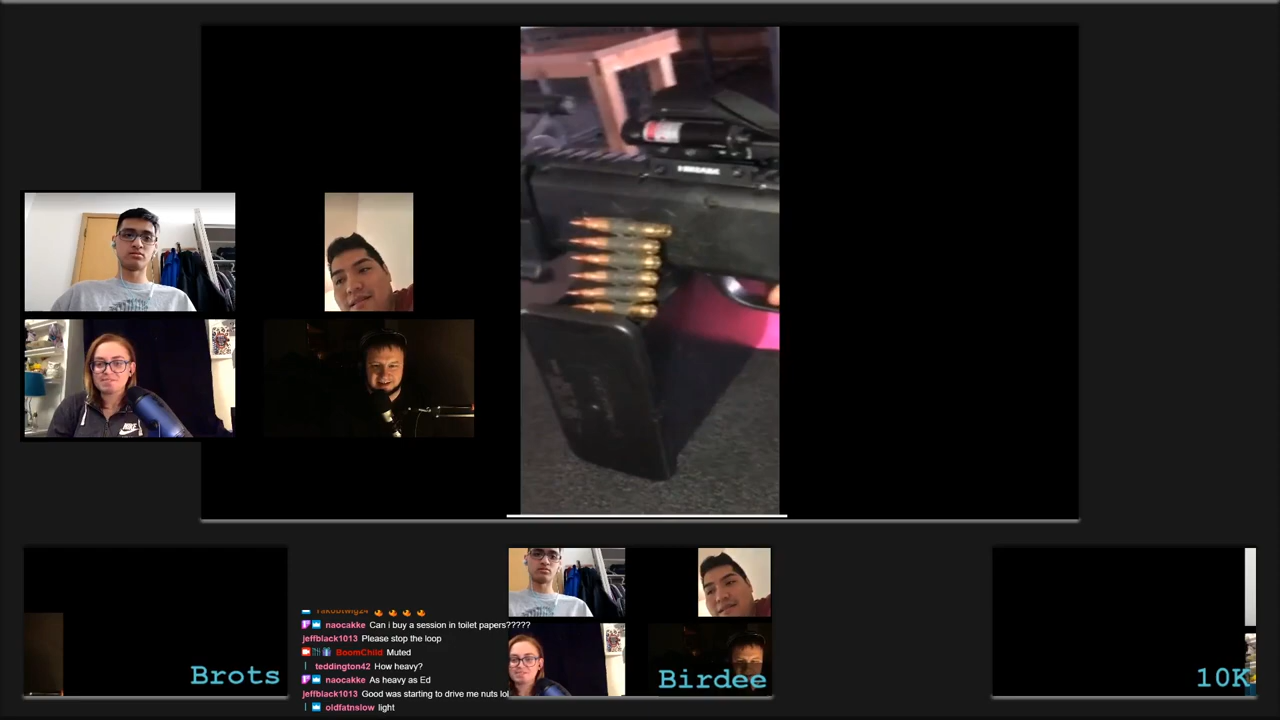 Yakootwig24
naocakke Can i buy a session in toilet papers?????
jeffblack1013 Please stop the loop
BoomChild Muted
teddington42 How heavy?
naocakke As heavy as Ed
jeffblack1013 Good was starting to drive me nuts lol
oldfatnslow light
Brots
Birdee
10K